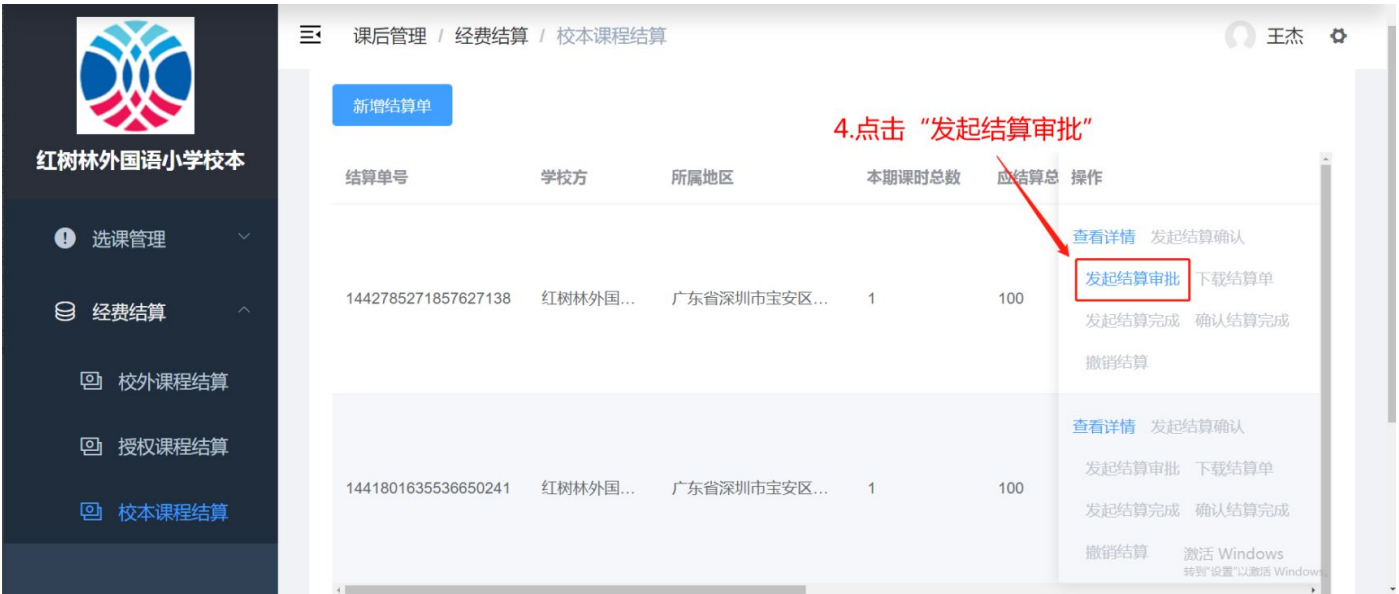 课后管理 / 经费结算 / 校本课程结算
王杰
红树林外国语小学校本
选课管理
经费结算
校外课程结算
授权课程结算
校本课程结算
新增结算单
4.点击“发起结算审批”
结算单号 学校方 所属地区 本期课时总数 应结算总 操作
1442785271857627138 红树林外国... 广东省深圳市宝安区... 1 100
查看详情 发起结算确认
发起结算审批 下载结算单
发起结算完成 确认结算完成
撤销结算
1441801635536650241 红树林外国... 广东省深圳市宝安区... 1 100
查看详情 发起结算确认
发起结算审批 下载结算单
发起结算完成 确认结算完成
撤销结算
激活 Windows
转到“设置”以激活 Windows。